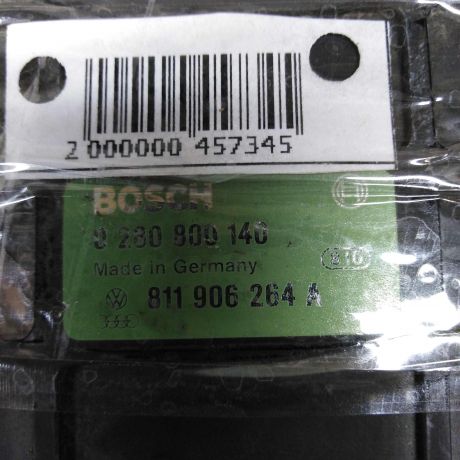 2 000000 457345
BOSCH
0 280 800 140
Made in Germany
811 906 264 A